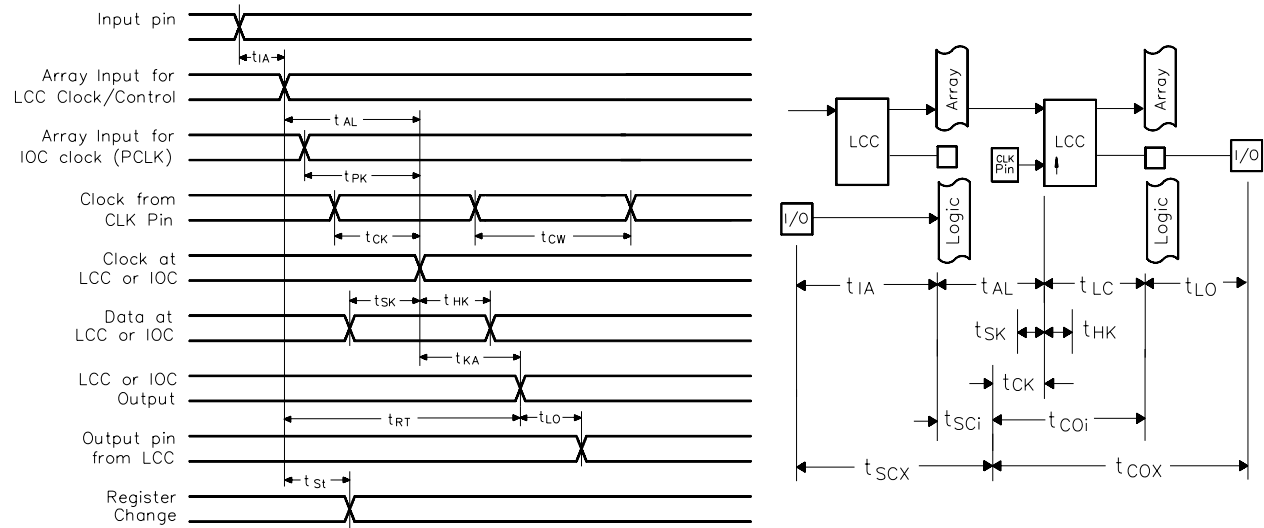 Input pin
tIA
Array Input for
LCC Clock/Control
tAL
Array Input for
IOC clock (PCLK)
tPK
Clock from
CLK Pin
tCK
tCW
Clock at
LCC or IOC
tSK
tHK
Data at
LCC or IOC
tKA
LCC or IOC
Output
tRT
tLO
Output pin
from LCC
tSt
Register
Change
Array
Array
LCC
LCC
CLK
Pin
I/O
I/O
Logic
Logic
tIA
tAL
tLC
tLO
tSK
tHK
tCK
tSCi
tCOi
tSCX
tCOX